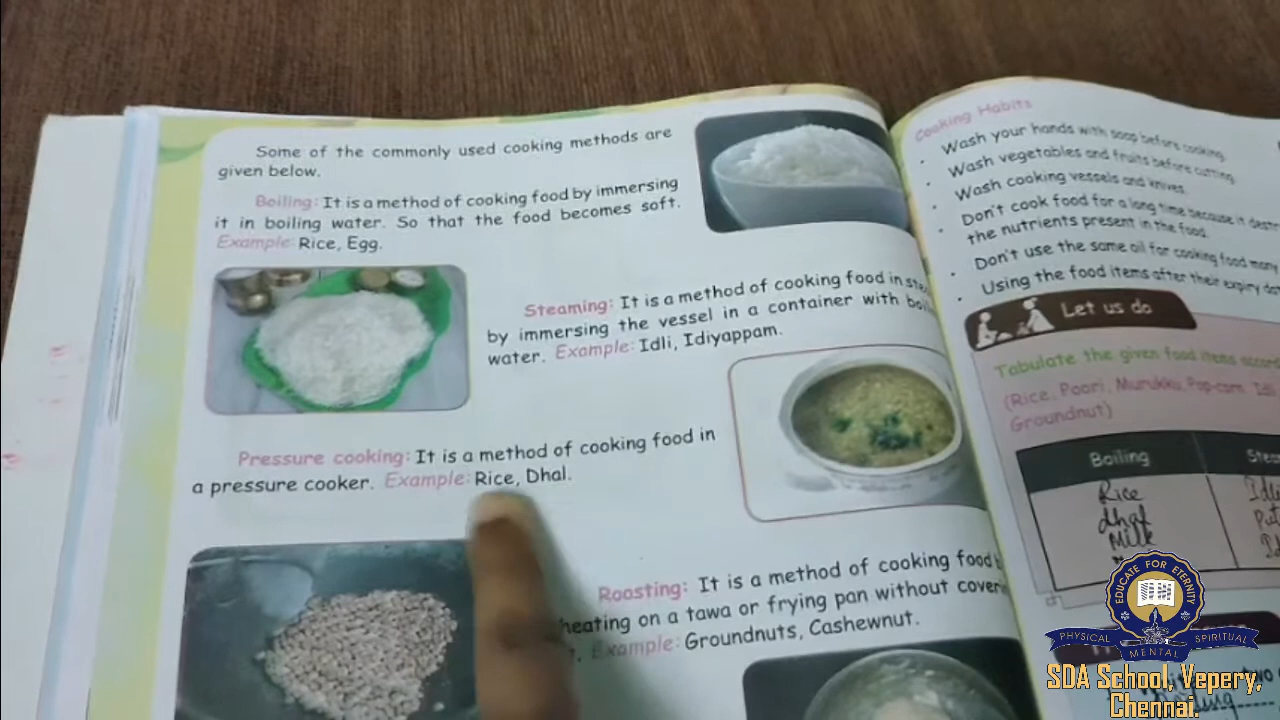 Some of the commonly used cooking methods are
given below.
Boiling: It is a method of cooking food by immersing
it in boiling water. So that the food becomes soft.
Example: Rice, Egg.
Steaming: It is a method of cooking food in
by immersing the vessel in a container with
water. Example: Idli, Idiyappam.
Pressure cooking: It is a method of cooking food in
a pressure cooker. Example: Rice, Dhal.
Roasting: It is a method of cooking food
heating on a tawa or frying pan without
Example: Groundnuts, Cashewnut.
Cooking Habits
• Wash your hands with soap before cooking.
• Wash vegetables and fruits before cutting.
• Wash cooking vessels and knives.
• Don't cook food for a long time because it
the nutrients present in the food.
• Don't use the same oil for cooking food many
• Using the food items after their expiry
Let us do
Tabulate the given food items
(Rice, Poori, Murukku, Pop-corn, Idli
Groundnut)
Boiling
Rice
dhal
Milk
EDUCATE FOR ETERNITY
PHYSICAL MENTAL SPIRITUAL
SDA School, Vepery,
Chennai.